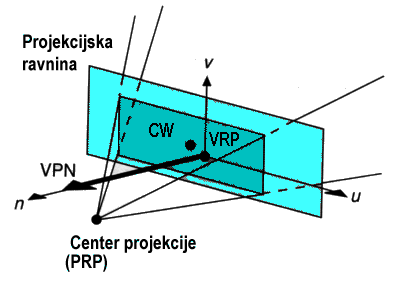 Projekcijska
ravnina
v
CW
VRP
VPN
n
u
Center projekcije
(PRP)